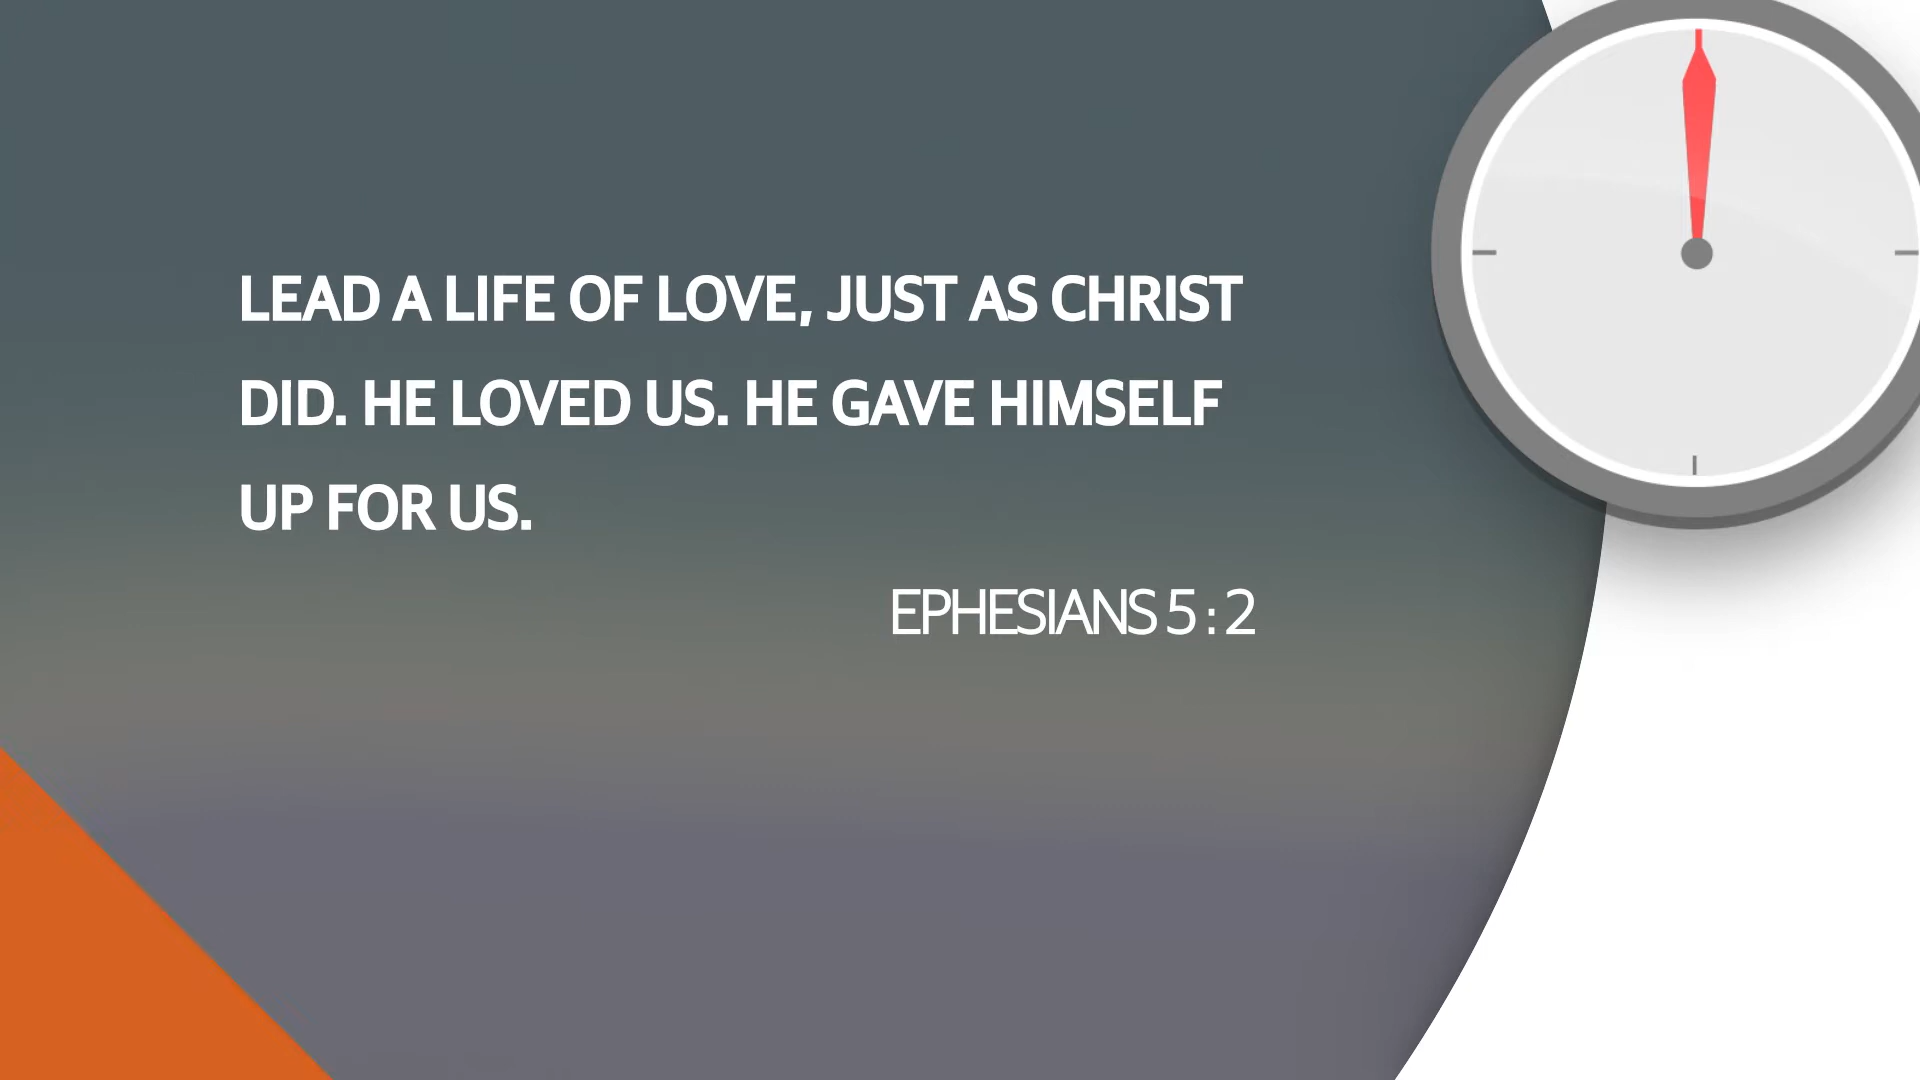 LEAD A LIFE OF LOVE, JUST AS CHRIST
DID. HE LOVED US. HE GAVE HIMSELF
UP FOR US.
EPHESIANS 5:2